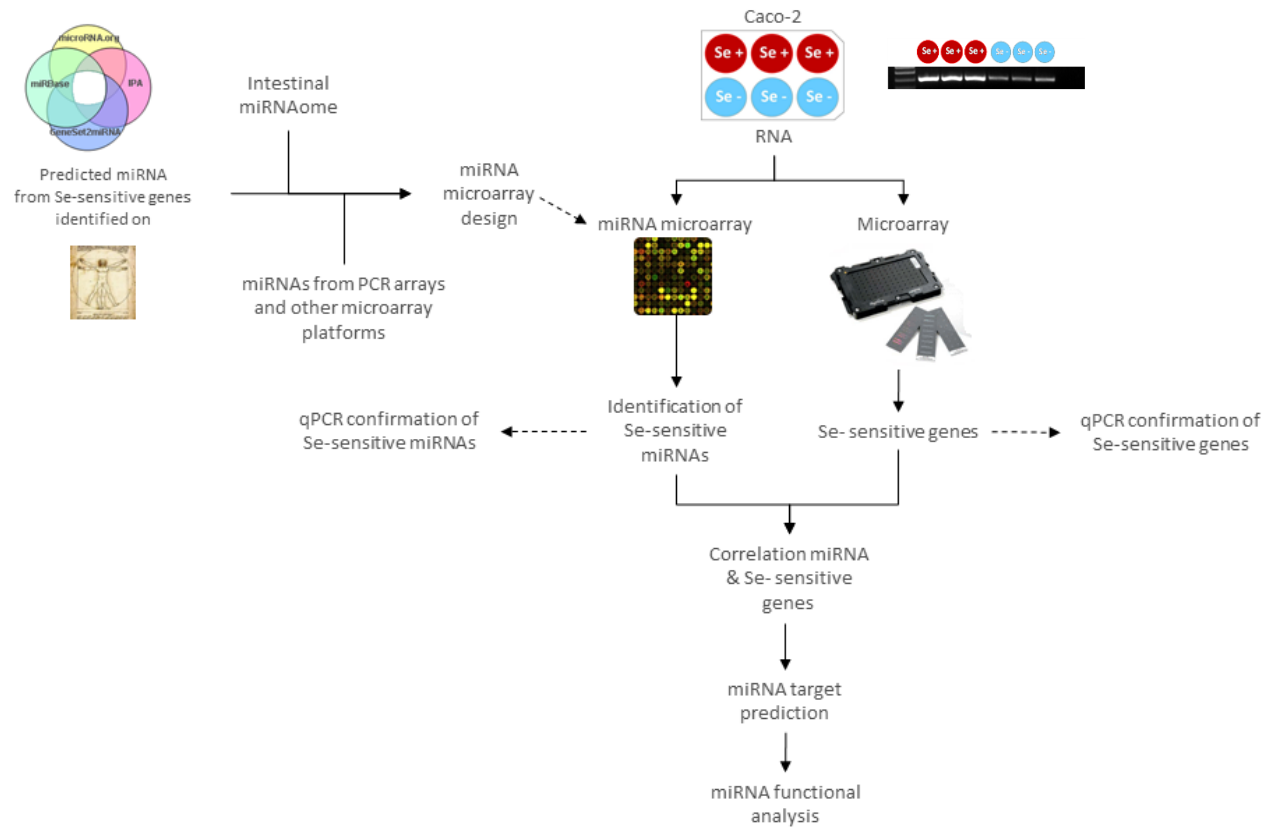 microRNA.org
miRBase
IPA
GeneSet2miRNA
Predicted miRNA
from Se-sensitive genes
identified on
Intestinal
miRNAome
miRNAs from PCR arrays
and other microarray
platforms
miRNA
microarray
design
Caco-2
Se + Se + Se +
Se - Se - Se -
RNA
Se + Se + Se + Se - Se - Se -
miRNA microarray
Microarray
qPCR confirmation of
Se-sensitive miRNAs
Identification of
Se-sensitive
miRNAs
Se- sensitive genes
qPCR confirmation of
Se-sensitive genes
Correlation miRNA
& Se- sensitive
genes
miRNA target
prediction
miRNA functional
analysis